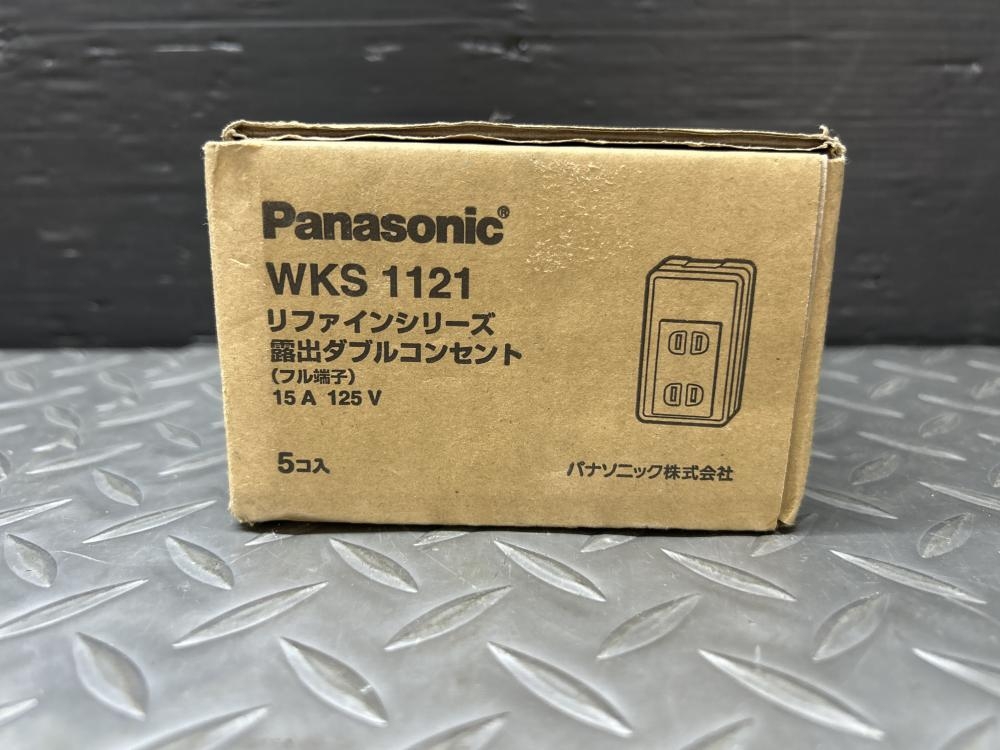 Panasonic®
WKS 1121
リファインシリーズ
露出ダブルコンセント
(フル端子)
15 A 125 V
5コ入
パナソニック株式会社